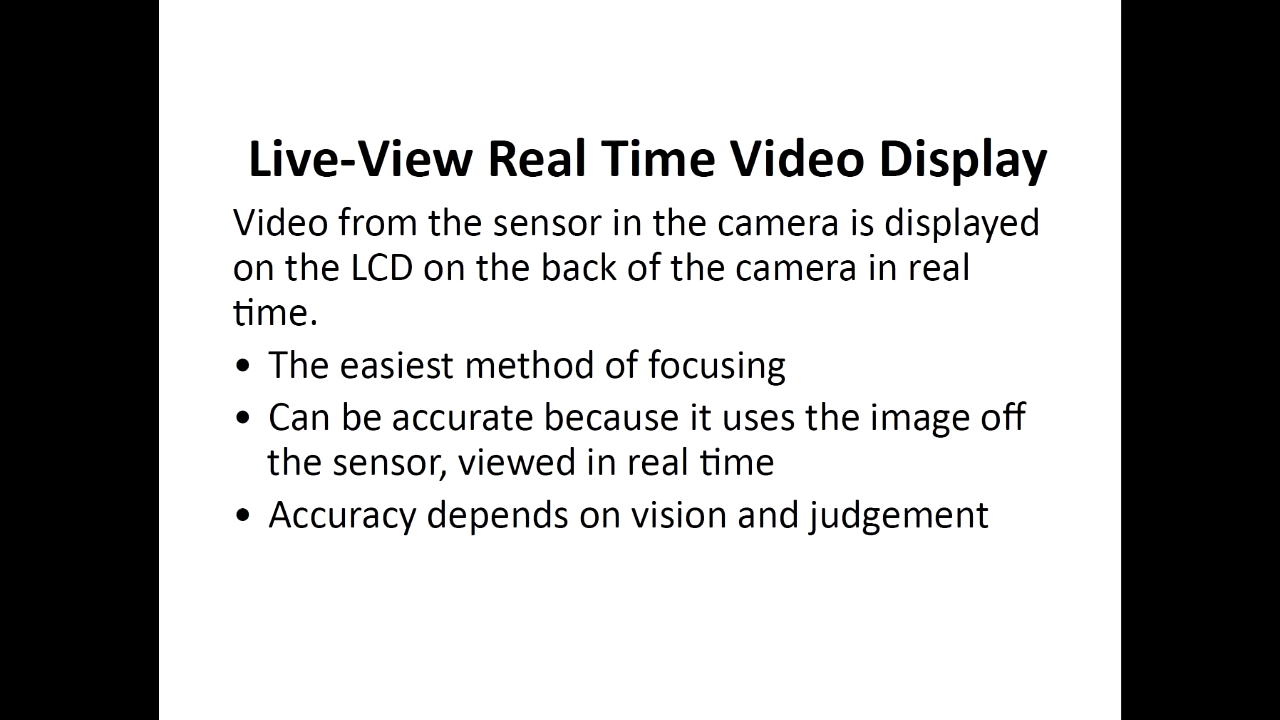 Live-View Real Time Video Display
Video from the sensor in the camera is displayed
on the LCD on the back of the camera in real
time.
• The easiest method of focusing
• Can be accurate because it uses the image off
the sensor, viewed in real time
• Accuracy depends on vision and judgement